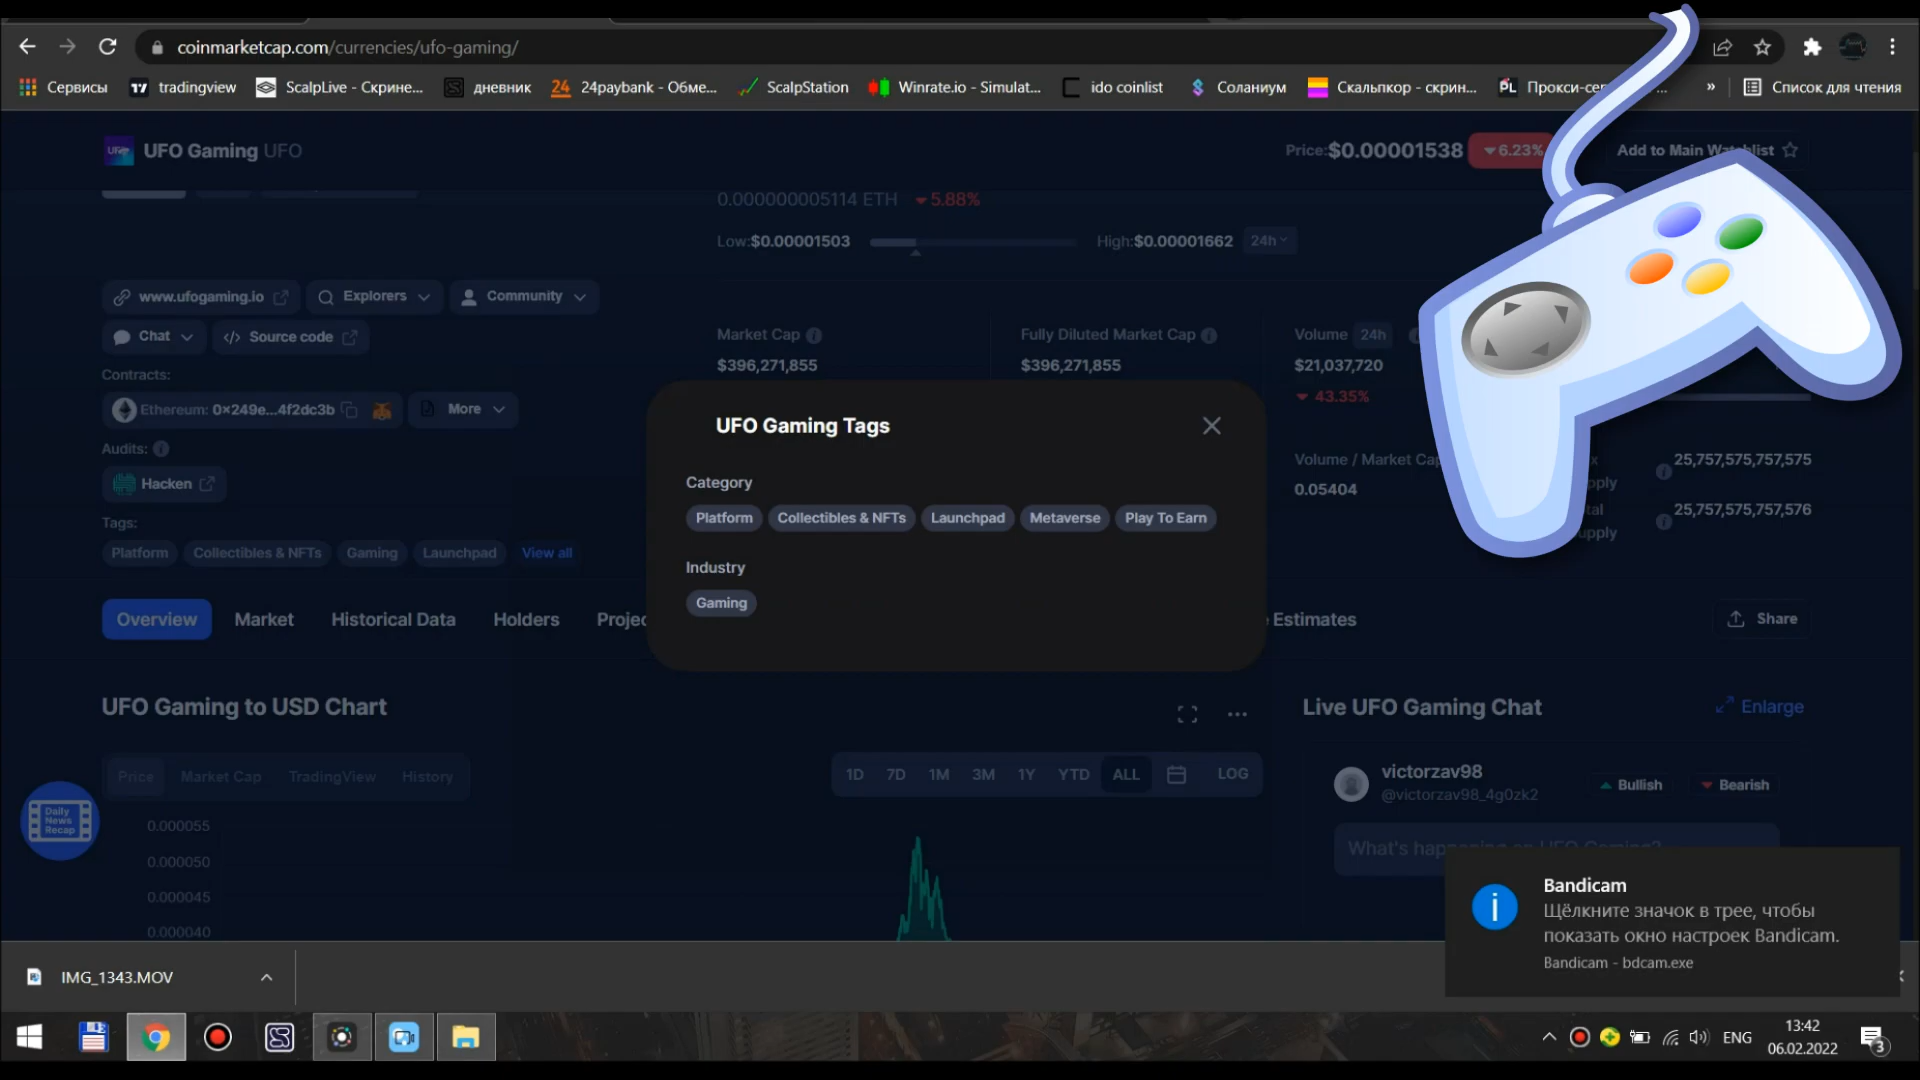 coinmarketcap.com/currencies/ufo-gaming/
Сервисы
tradingview
ScalpLive - Скрине...
дневник
24paybank - Обме...
ScalpStation
Winrate.io - Simulat...
ido coinlist
Соланиум
Скальпкор - скрин...
»
Список для чтения
UFO Gaming UFO
Price:$0.00001538
6.23%
Add to Main Watchlist
0.000000005114 ETH 5.88%
Low:$0.00001503
High:$0.00001662
24h
www.ufogaming.io
Explorers
Community
Chat
Source code
Contracts:
Ethereum: 0x249e...4f2dc3b
More
Audits:
Hacken
Tags:
Platform
Collectibles & NFTs
Gaming
Launchpad
View all
Market Cap
$396,271,855
Fully Diluted Market Cap
$396,271,855
Volume 24h
$21,037,720
43.35%
Volume / Market Cap
0.05404
25,757,575,757,575
25,757,575,757,576
UFO Gaming Tags
Category
Platform
Collectibles & NFTs
Launchpad
Metaverse
Play To Earn
Industry
Gaming
Overview
Market
Historical Data
Holders
Projec
Estimates
Share
UFO Gaming to USD Chart
Price
Market Cap
TradingView
History
1D
7D
1M
3M
1Y
YTD
ALL
LOG
0.000055
0.000050
0.000045
0.000040
Daily
News
Recap
Live UFO Gaming Chat
Enlarge
victorzav98
@victorzav98_4g0zk2
Bullish
Bearish
Bandicam
Щёлкните значок в трее, чтобы
показать окно настроек Bandicam.
Bandicam - bdcam.exe
IMG_1343.MOV
ENG
13:42
06.02.2022
3